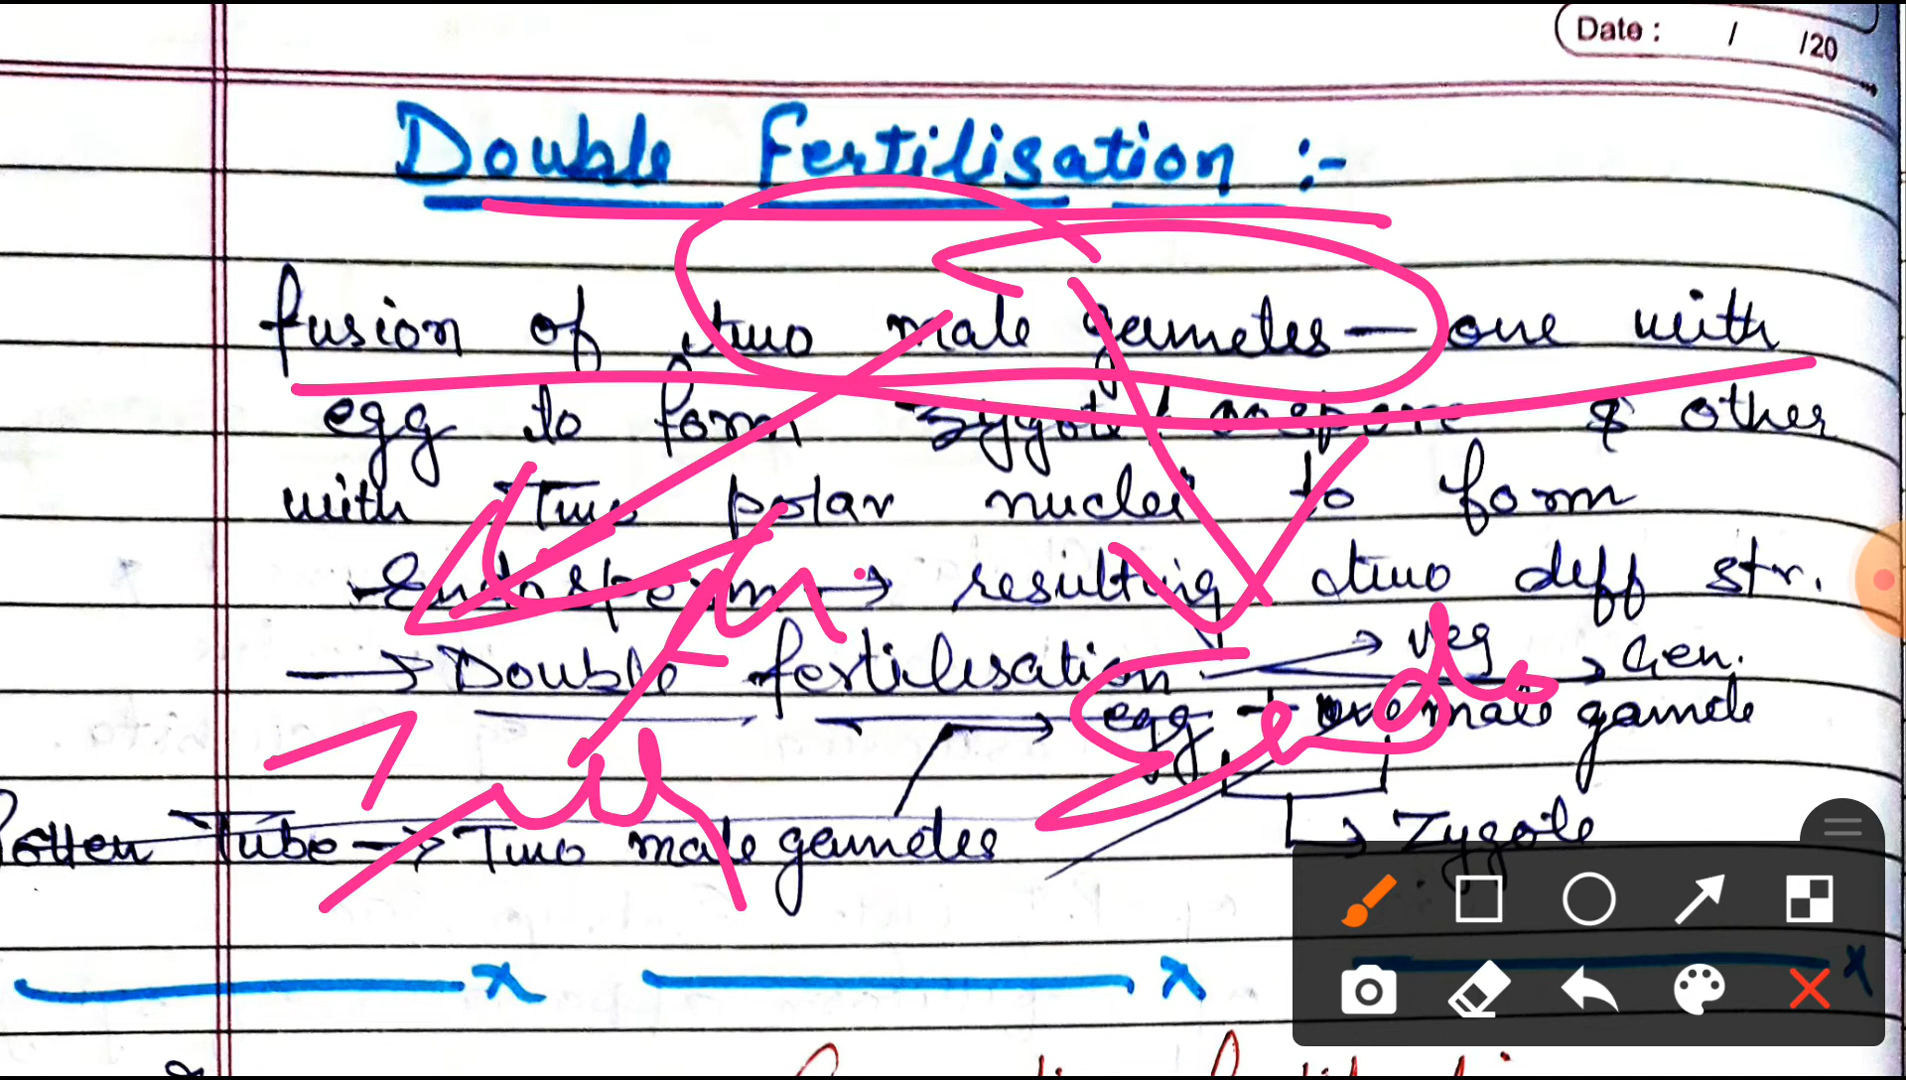 Date : / /20
Double Fertilisation :-
fusion of two male gametes — one with
egg to form zygote / oospore & other
with Two polar nuclei to form
Endosperm → resulting two diff str.
→ Double fertilisation → veg → Gen.
→ egg + one male gamete
Pollen Tube → Two male gametes
↳ Zygote